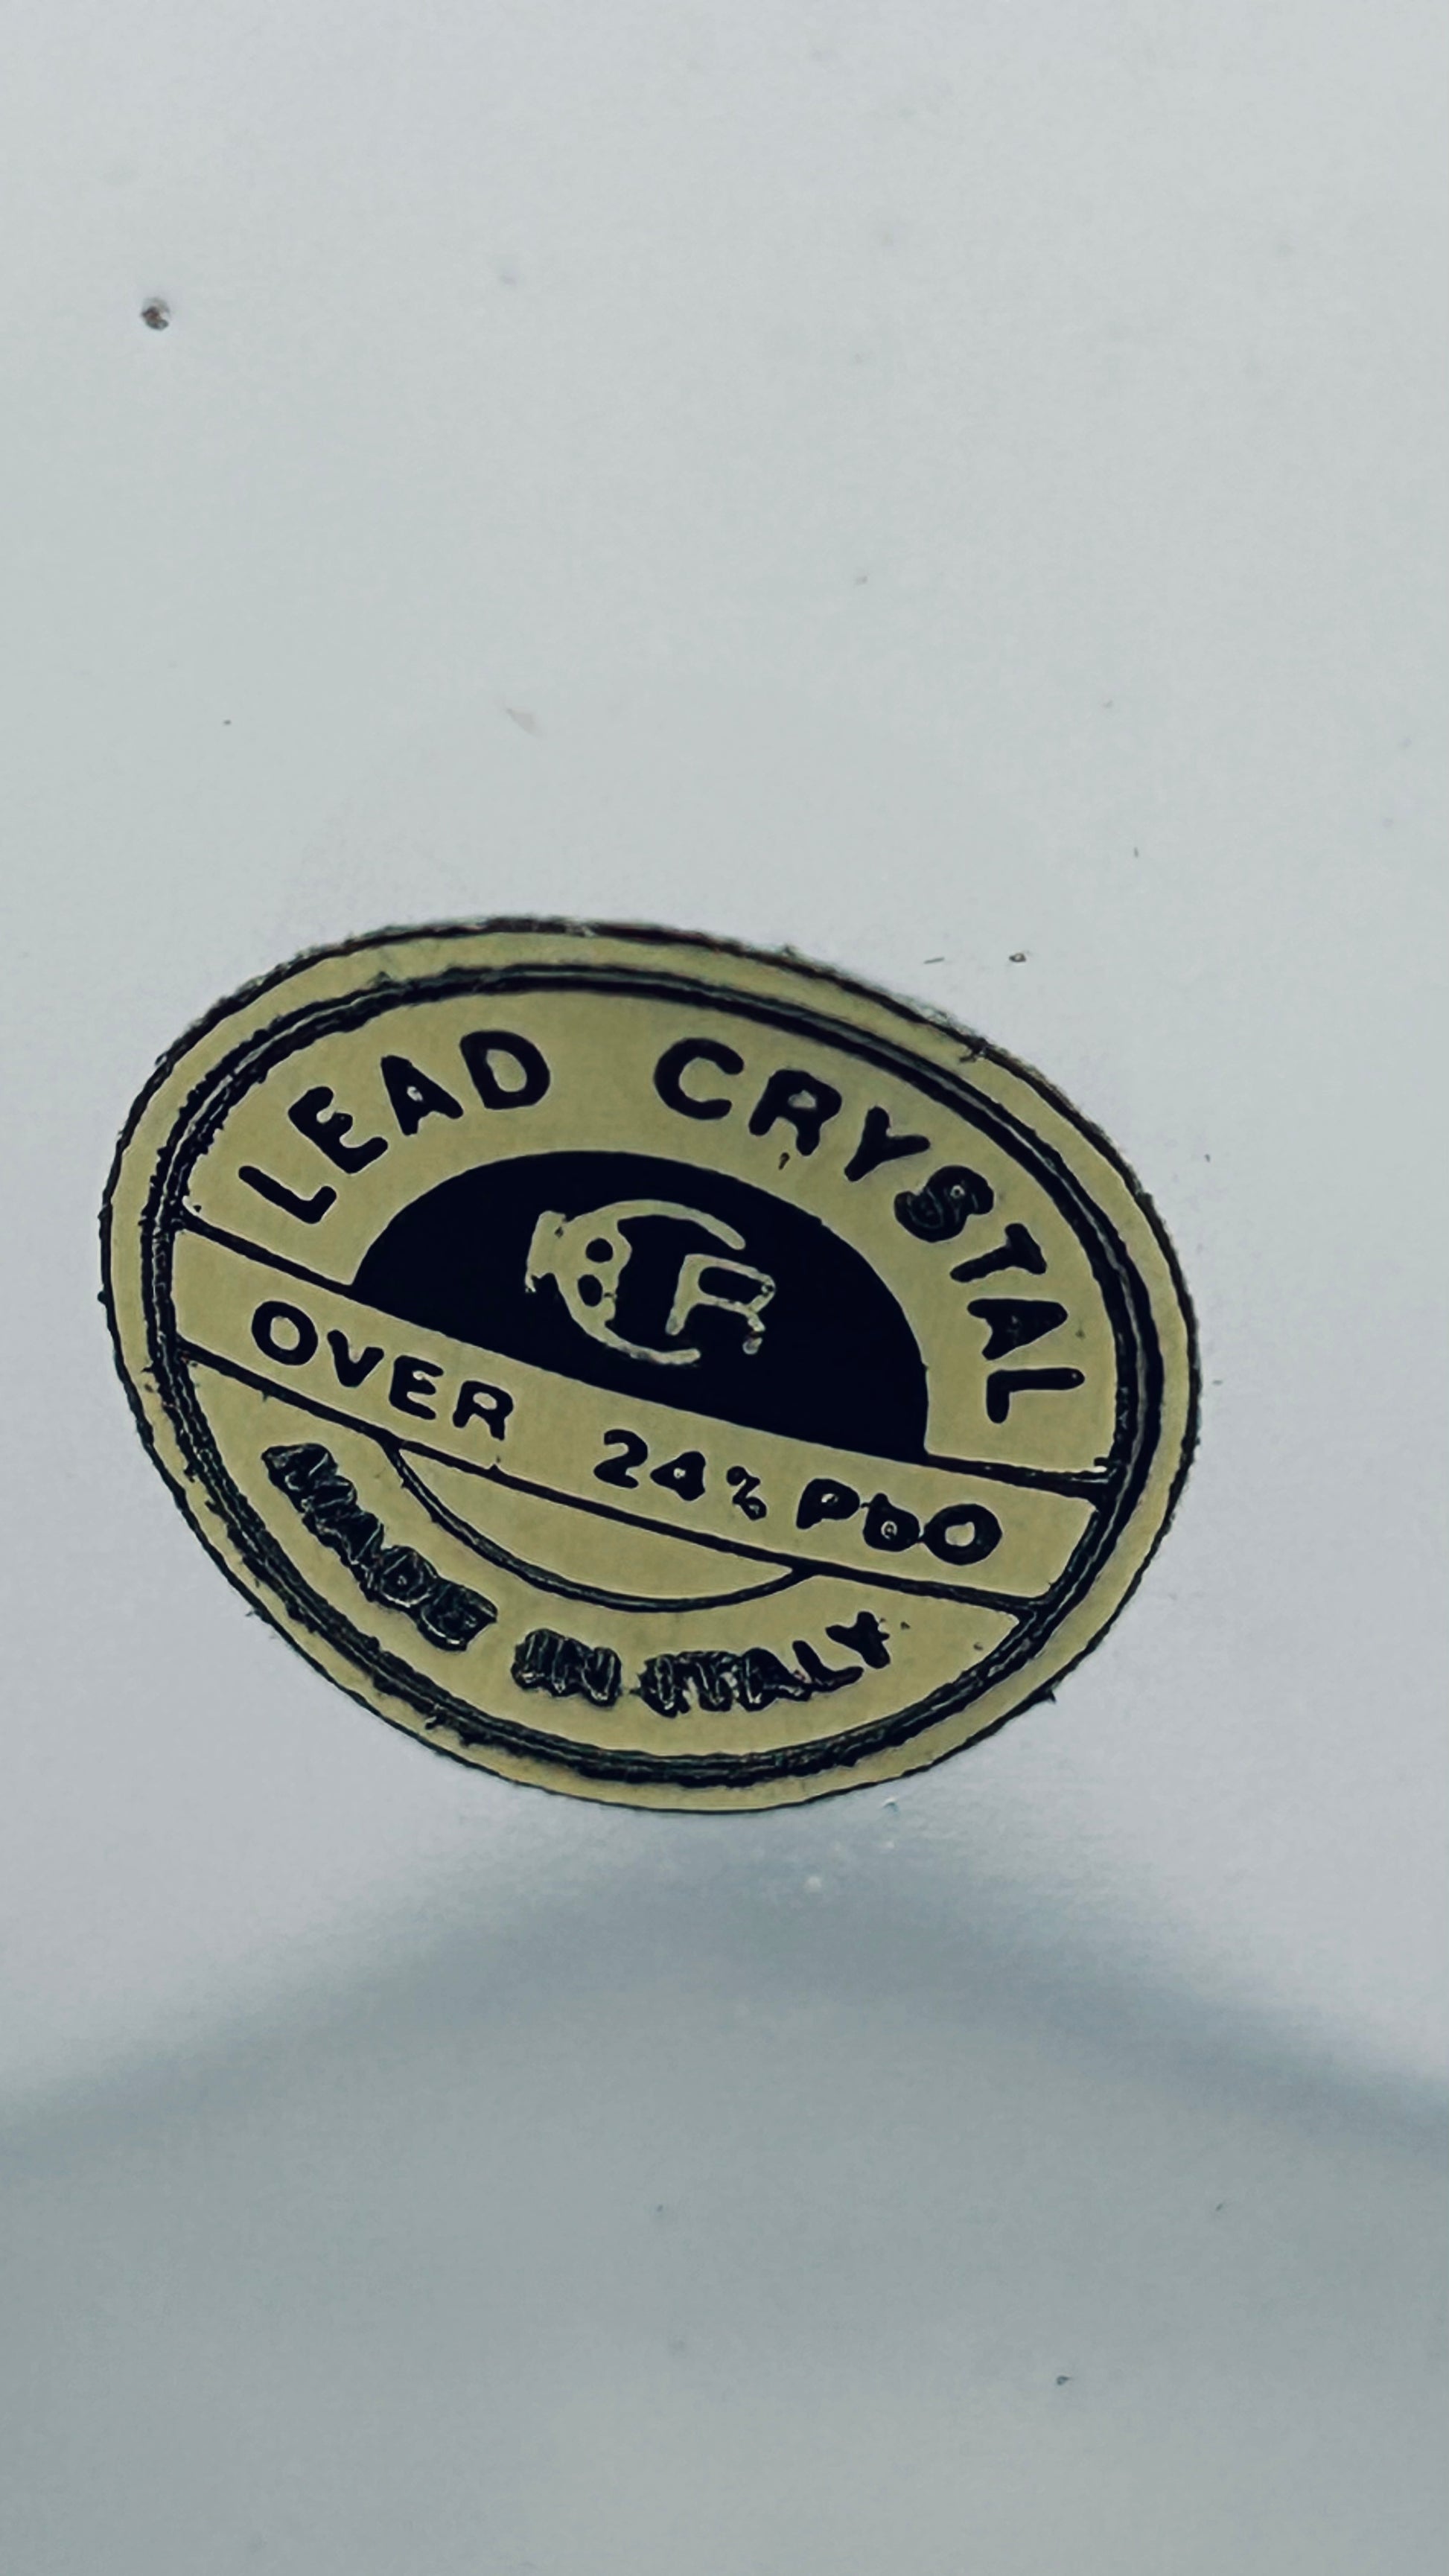 LEAD CRYSTAL
OVER 24% PbO
MADE IN ITALY